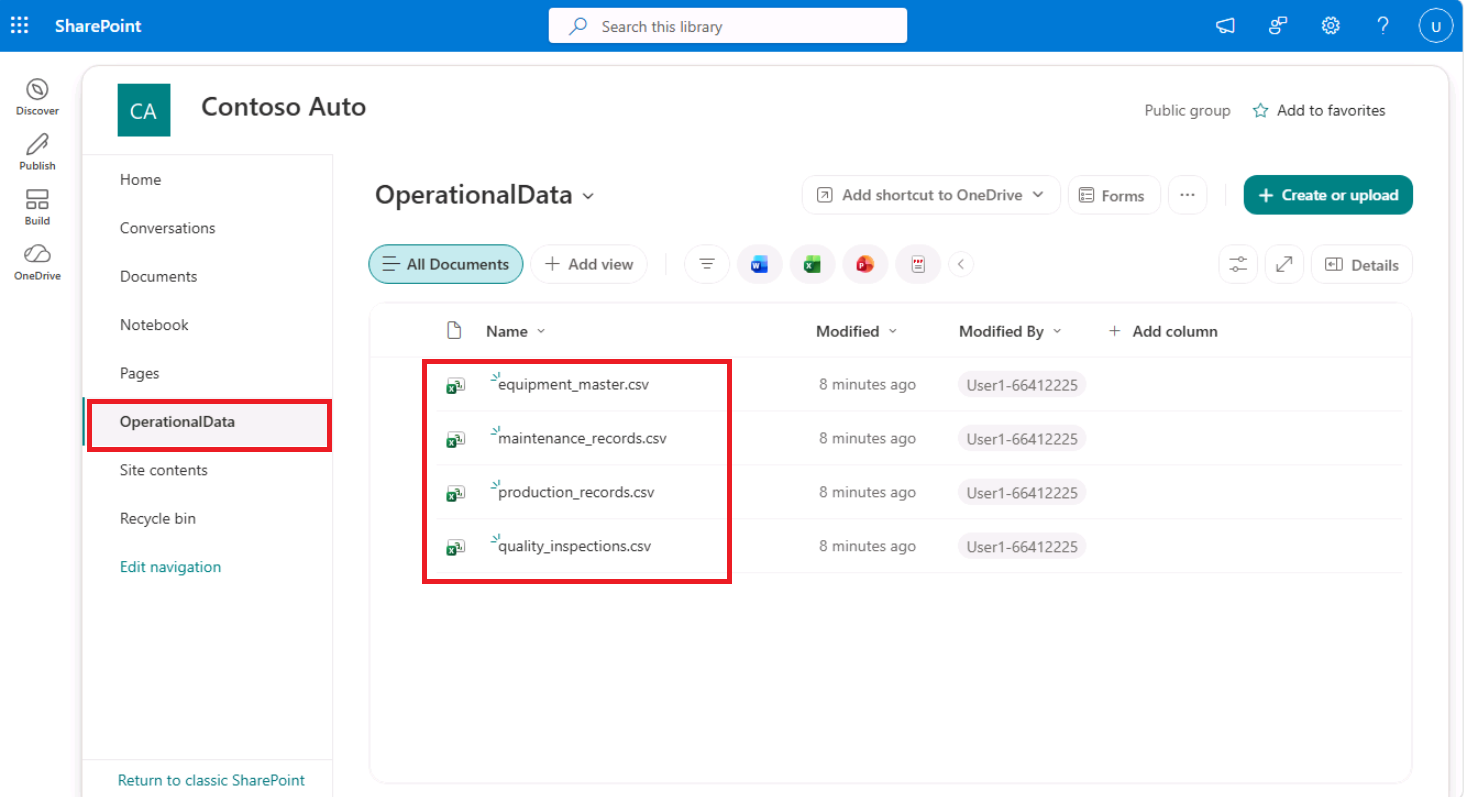 SharePoint
Search this library
U
Discover
Publish
Build
OneDrive
CA
Contoso Auto
Public group
Add to favorites
Home
Conversations
Documents
Notebook
Pages
OperationalData
Site contents
Recycle bin
Edit navigation
Return to classic SharePoint
OperationalData
Add shortcut to OneDrive
Forms
Create or upload
All Documents
Add view
Details
Name
Modified
Modified By
Add column
equipment_master.csv 8 minutes ago User1-66412225
maintenance_records.csv 8 minutes ago User1-66412225
production_records.csv 8 minutes ago User1-66412225
quality_inspections.csv 8 minutes ago User1-66412225